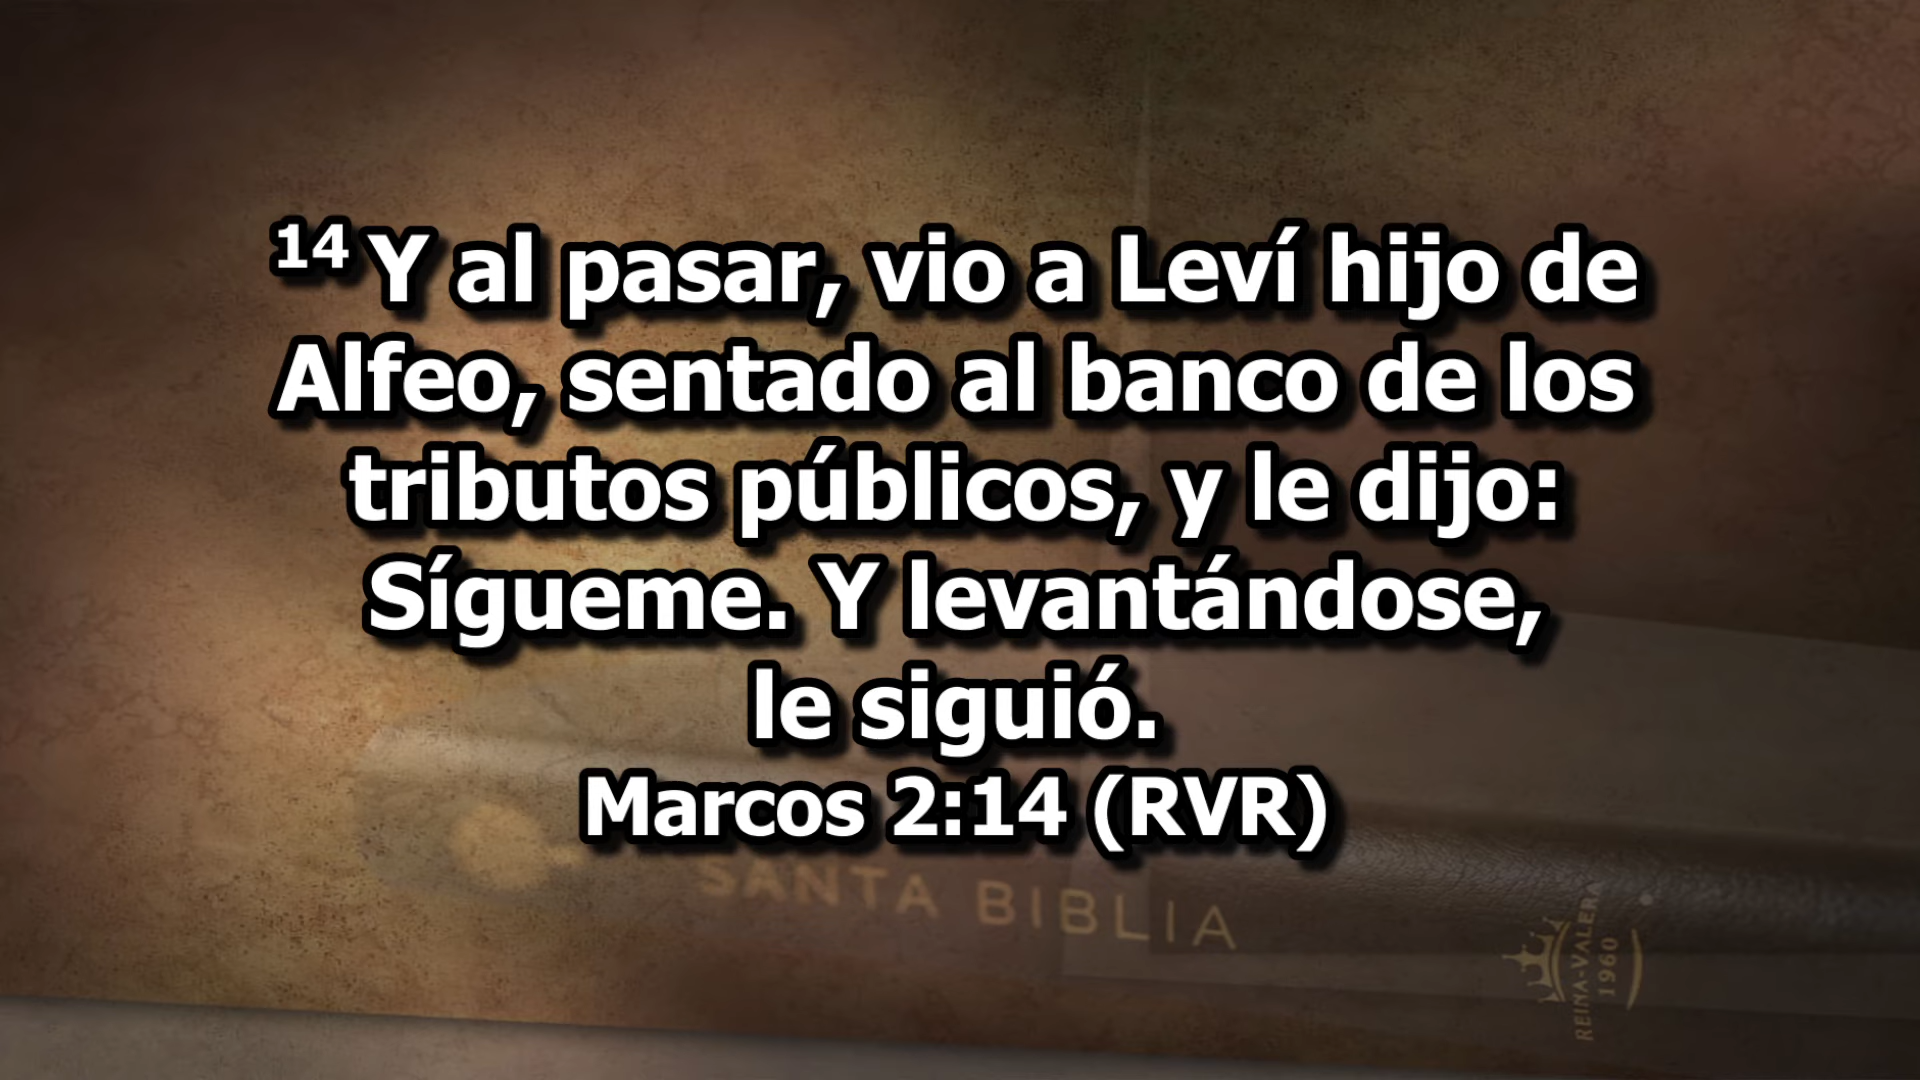 14 Y al pasar, vio a Leví hijo de
Alfeo, sentado al banco de los
tributos públicos, y le dijo:
Sígueme. Y levantándose,
le siguió.
Marcos 2:14 (RVR)
SANTA BIBLIA
REINA-VALERA
1960